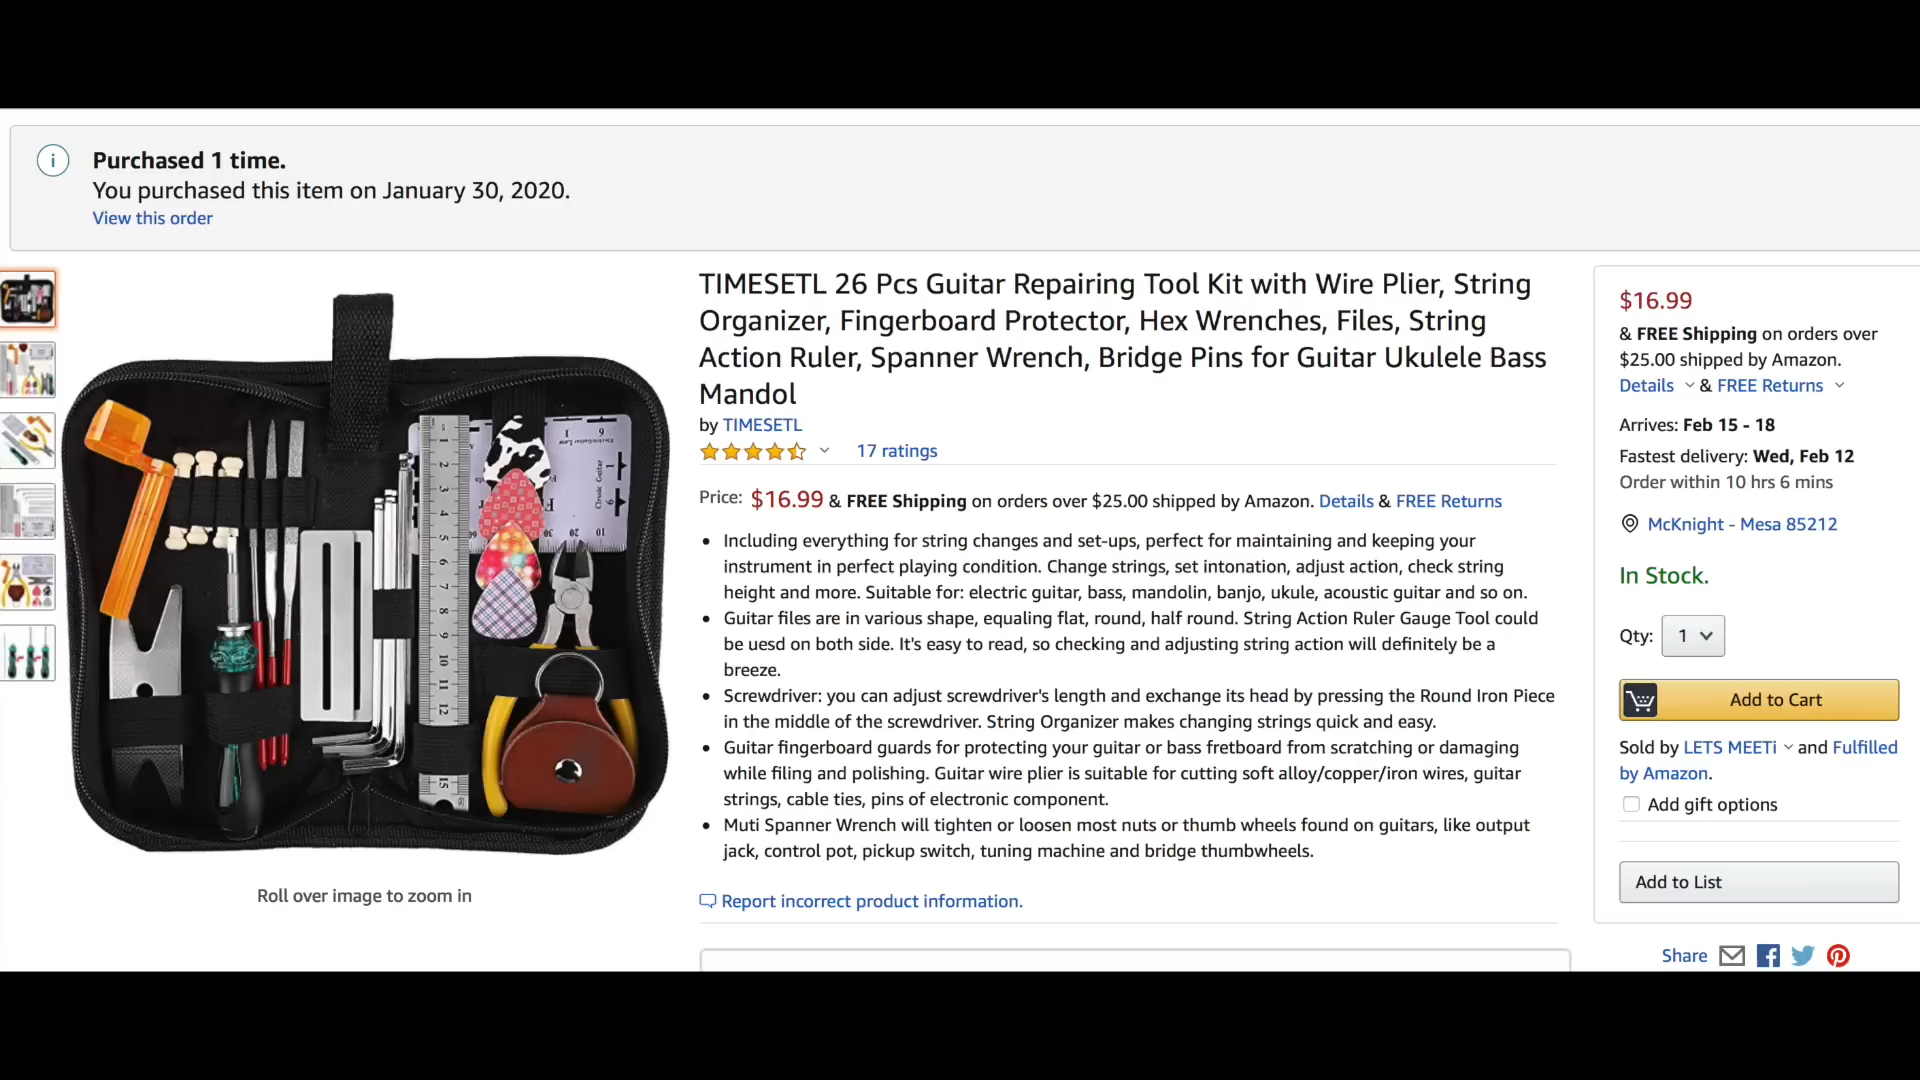 Purchased 1 time.
You purchased this item on January 30, 2020.
View this order
Roll over image to zoom in
TIMESETL 26 Pcs Guitar Repairing Tool Kit with Wire Plier, String
Organizer, Fingerboard Protector, Hex Wrenches, Files, String
Action Ruler, Spanner Wrench, Bridge Pins for Guitar Ukulele Bass
Mandol
by TIMESETL
17 ratings
Price: $16.99 & FREE Shipping on orders over $25.00 shipped by Amazon. Details & FREE Returns
• Including everything for string changes and set-ups, perfect for maintaining and keeping your
instrument in perfect playing condition. Change strings, set intonation, adjust action, check string
height and more. Suitable for: electric guitar, bass, mandolin, banjo, ukule, acoustic guitar and so on.
• Guitar files are in various shape, equaling flat, round, half round. String Action Ruler Gauge Tool could
be uesd on both side. It's easy to read, so checking and adjusting string action will definitely be a
breeze.
• Screwdriver: you can adjust screwdriver's length and exchange its head by pressing the Round Iron Piece
in the middle of the screwdriver. String Organizer makes changing strings quick and easy.
• Guitar fingerboard guards for protecting your guitar or bass fretboard from scratching or damaging
while filing and polishing. Guitar wire plier is suitable for cutting soft alloy/copper/iron wires, guitar
strings, cable ties, pins of electronic component.
• Muti Spanner Wrench will tighten or loosen most nuts or thumb wheels found on guitars, like output
jack, control pot, pickup switch, tuning machine and bridge thumbwheels.
Report incorrect product information.
$16.99
& FREE Shipping on orders over
$25.00 shipped by Amazon.
Details & FREE Returns
Arrives: Feb 15 - 18
Fastest delivery: Wed, Feb 12
Order within 10 hrs 6 mins
McKnight - Mesa 85212
In Stock.
Qty: 1
Add to Cart
Sold by LETS MEETi and Fulfilled
by Amazon.
Add gift options
Add to List
Share